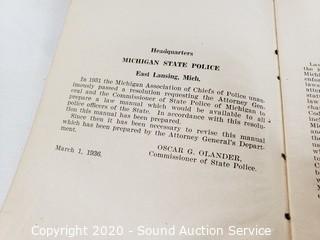 Headquarters
MICHIGAN STATE POLICE
East Lansing, Mich.
In 1931 the Michigan Association of Chiefs of Police unan-
imously passed a resolution requesting the Attorney Gen-
eral and the Commissioner of State Police of Michigan to
prepare a law manual which would be available to all
police officers of the State. In accordance with this resolu-
tion this manual has been prepared.
Since then it has been necessary to revise this manual
which has been prepared by the Attorney General's Depart-
ment.
OSCAR G. OLANDER,
Commissioner of State Police.
March 1, 1936.
Copyright 2020 - Sound Auction Service